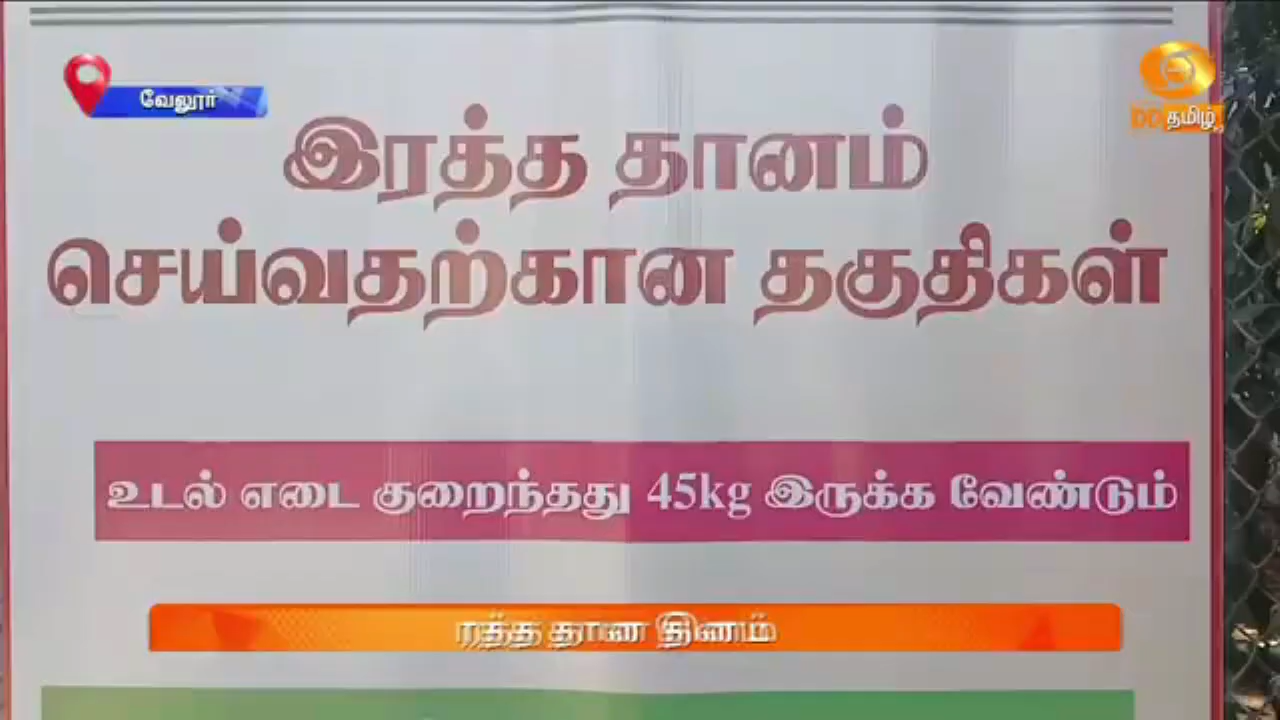 வேலூர்
DD தமிழ்
இரத்த தானம்
செய்வதற்கான தகுதிகள்
உடல் எடை குறைந்தது 45kg இருக்க வேண்டும்
ரத்த தான தினம்